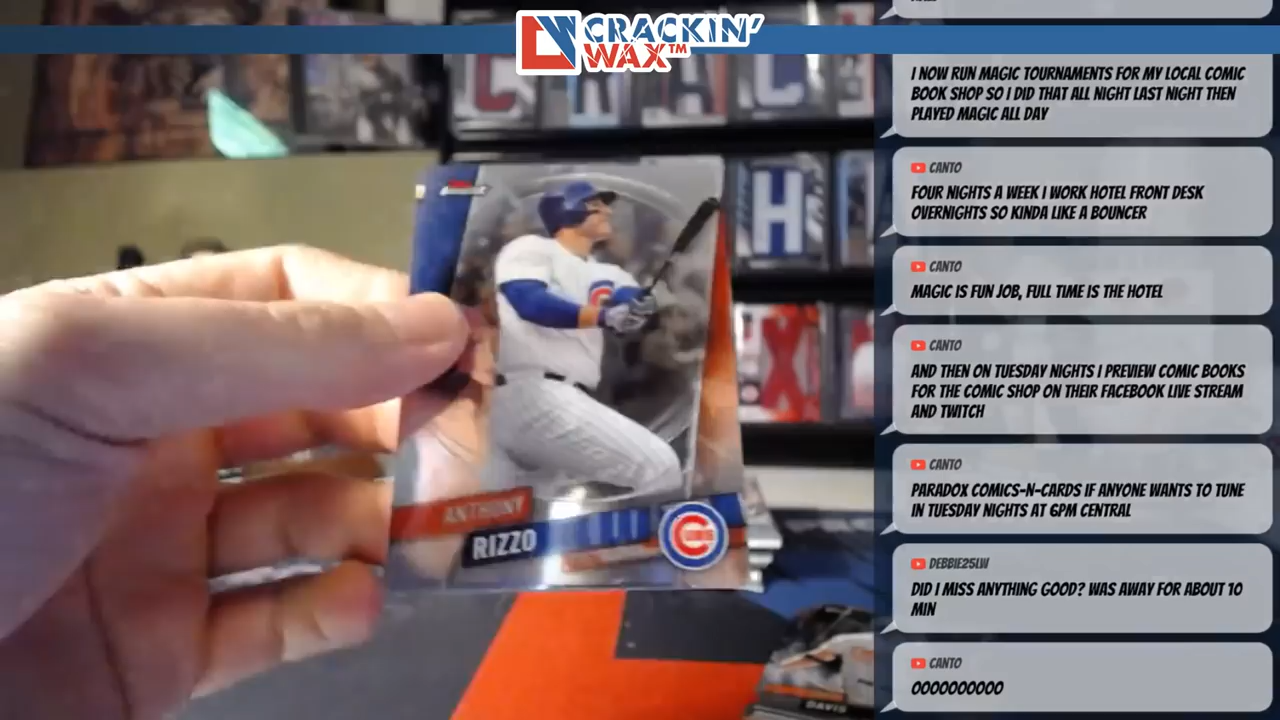 CRACKIN'
WAX™
C R A C
H
X
ANTHONY
RIZZO
CUBS
DAVIS
I NOW RUN MAGIC TOURNAMENTS FOR MY LOCAL COMIC
BOOK SHOP SO I DID THAT ALL NIGHT LAST NIGHT THEN
PLAYED MAGIC ALL DAY
CANTO
FOUR NIGHTS A WEEK I WORK HOTEL FRONT DESK
OVERNIGHTS SO KINDA LIKE A BOUNCER
CANTO
MAGIC IS FUN JOB, FULL TIME IS THE HOTEL
CANTO
AND THEN ON TUESDAY NIGHTS I PREVIEW COMIC BOOKS
FOR THE COMIC SHOP ON THEIR FACEBOOK LIVE STREAM
AND TWITCH
CANTO
PARADOX COMICS-N-CARDS IF ANYONE WANTS TO TUNE
IN TUESDAY NIGHTS AT 6PM CENTRAL
DEBBIE25LW
DID I MISS ANYTHING GOOD? WAS AWAY FOR ABOUT 10
MIN
CANTO
OOOOOOOOOO